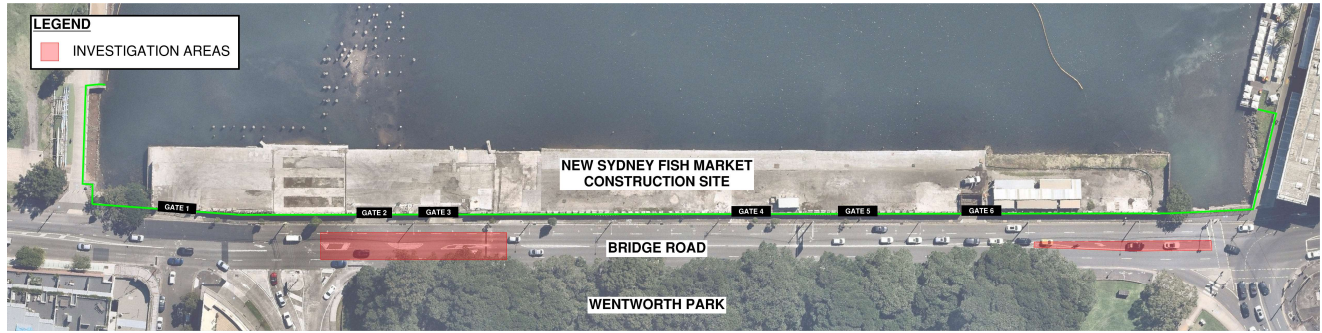 LEGEND
INVESTIGATION AREAS
NEW SYDNEY FISH MARKET
CONSTRUCTION SITE
GATE 1
GATE 2
GATE 3
GATE 4
GATE 5
GATE 6
BRIDGE ROAD
WENTWORTH PARK